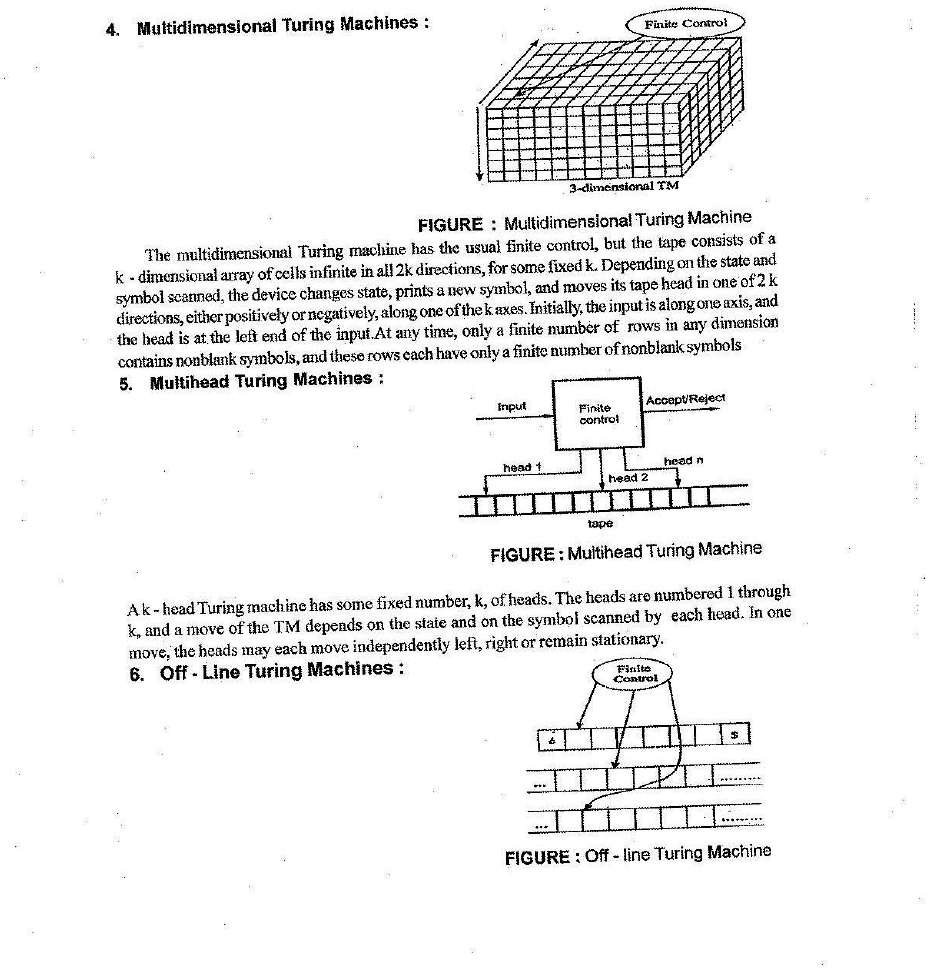 4. Multidimensional Turing Machines :
Finite Control
3-dimensional TM
FIGURE : Multidimensional Turing Machine
The multidimensional Turing machine has the usual finite control, but the tape consists of a
k - dimensional array of cells infinite in all 2k directions, for some fixed k. Depending on the state and
symbol scanned, the device changes state, prints a new symbol, and moves its tape head in one of 2 k
directions, either positively or negatively, along one of the k axes. Initially, the input is along one axis, and
the head is at the left end of the input.At any time, only a finite number of rows in any dimension
contains nonblank symbols, and these rows each have only a finite number of nonblank symbols
5. Multihead Turing Machines :
Input
Finite
control
Accept/Reject
head 1
head 2
head n
tape
FIGURE : Multihead Turing Machine
A k - head Turing machine has some fixed number, k, of heads. The heads are numbered 1 through
k, and a move of the TM depends on the state and on the symbol scanned by each head. In one
move, the heads may each move independently left, right or remain stationary.
6. Off - Line Turing Machines :
Finite
Control
$
... .........
... .........
FIGURE : Off - line Turing Machine